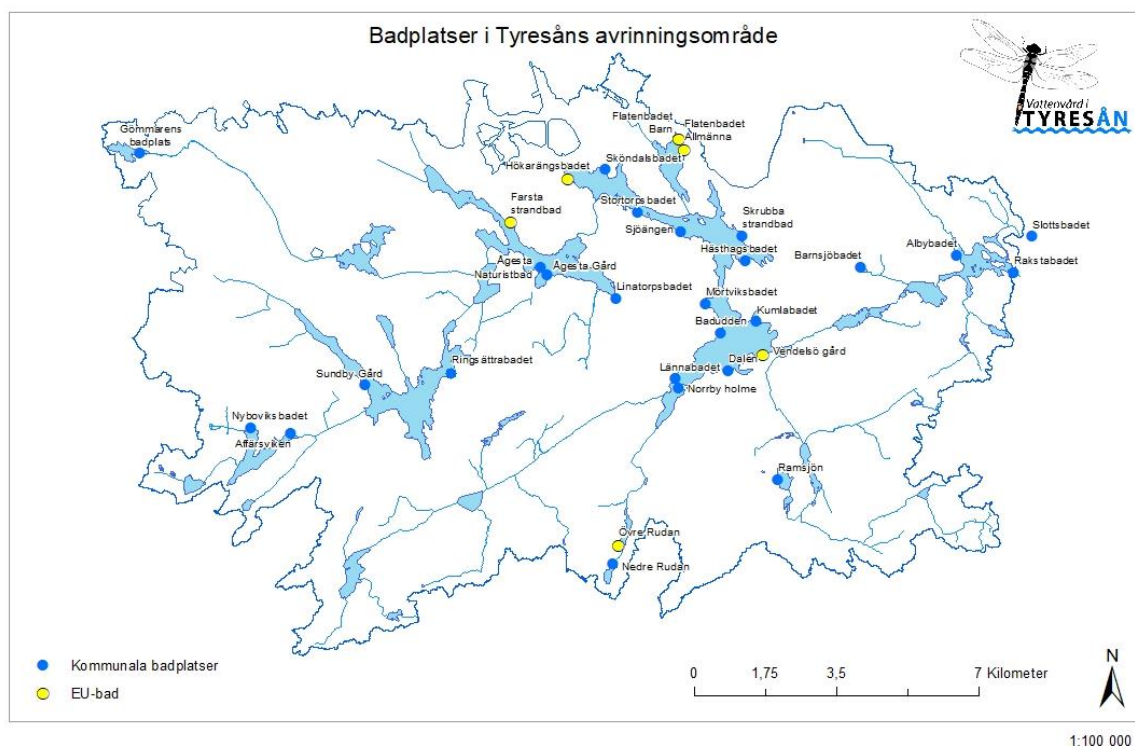 Badplatser i Tyresåns avrinningsområde
Vattenvård i
TYRESÅN
Gömmarens
badplats
Flatenbadet
Barn
Flatenbadet
Allmänna
Hökarängsbadet
Sköndalsbadet
Farsta
strandbad
Stortorpsbadet
Sjöängen
Skrubba
strandbad
Hästhagsbadet
Barnsjöbadet
Albybadet
Slottsbadet
Rakstabadet
Ågesta
Naturistbad
Ågesta Gård
Linatorpsbadet
Mörtviksbadet
Kumlabadet
Badudden
Vendelsö gård
Dalen
Lännabadet
Norrby holme
Ringsättrabadet
Sundby Gård
Nyboviksbadet
Affärsviken
Ramsjön
Övre Rudan
Nedre Rudan
Kommunala badplatser
EU-bad
0 1,75 3,5 7 Kilometer
N
1:100 000